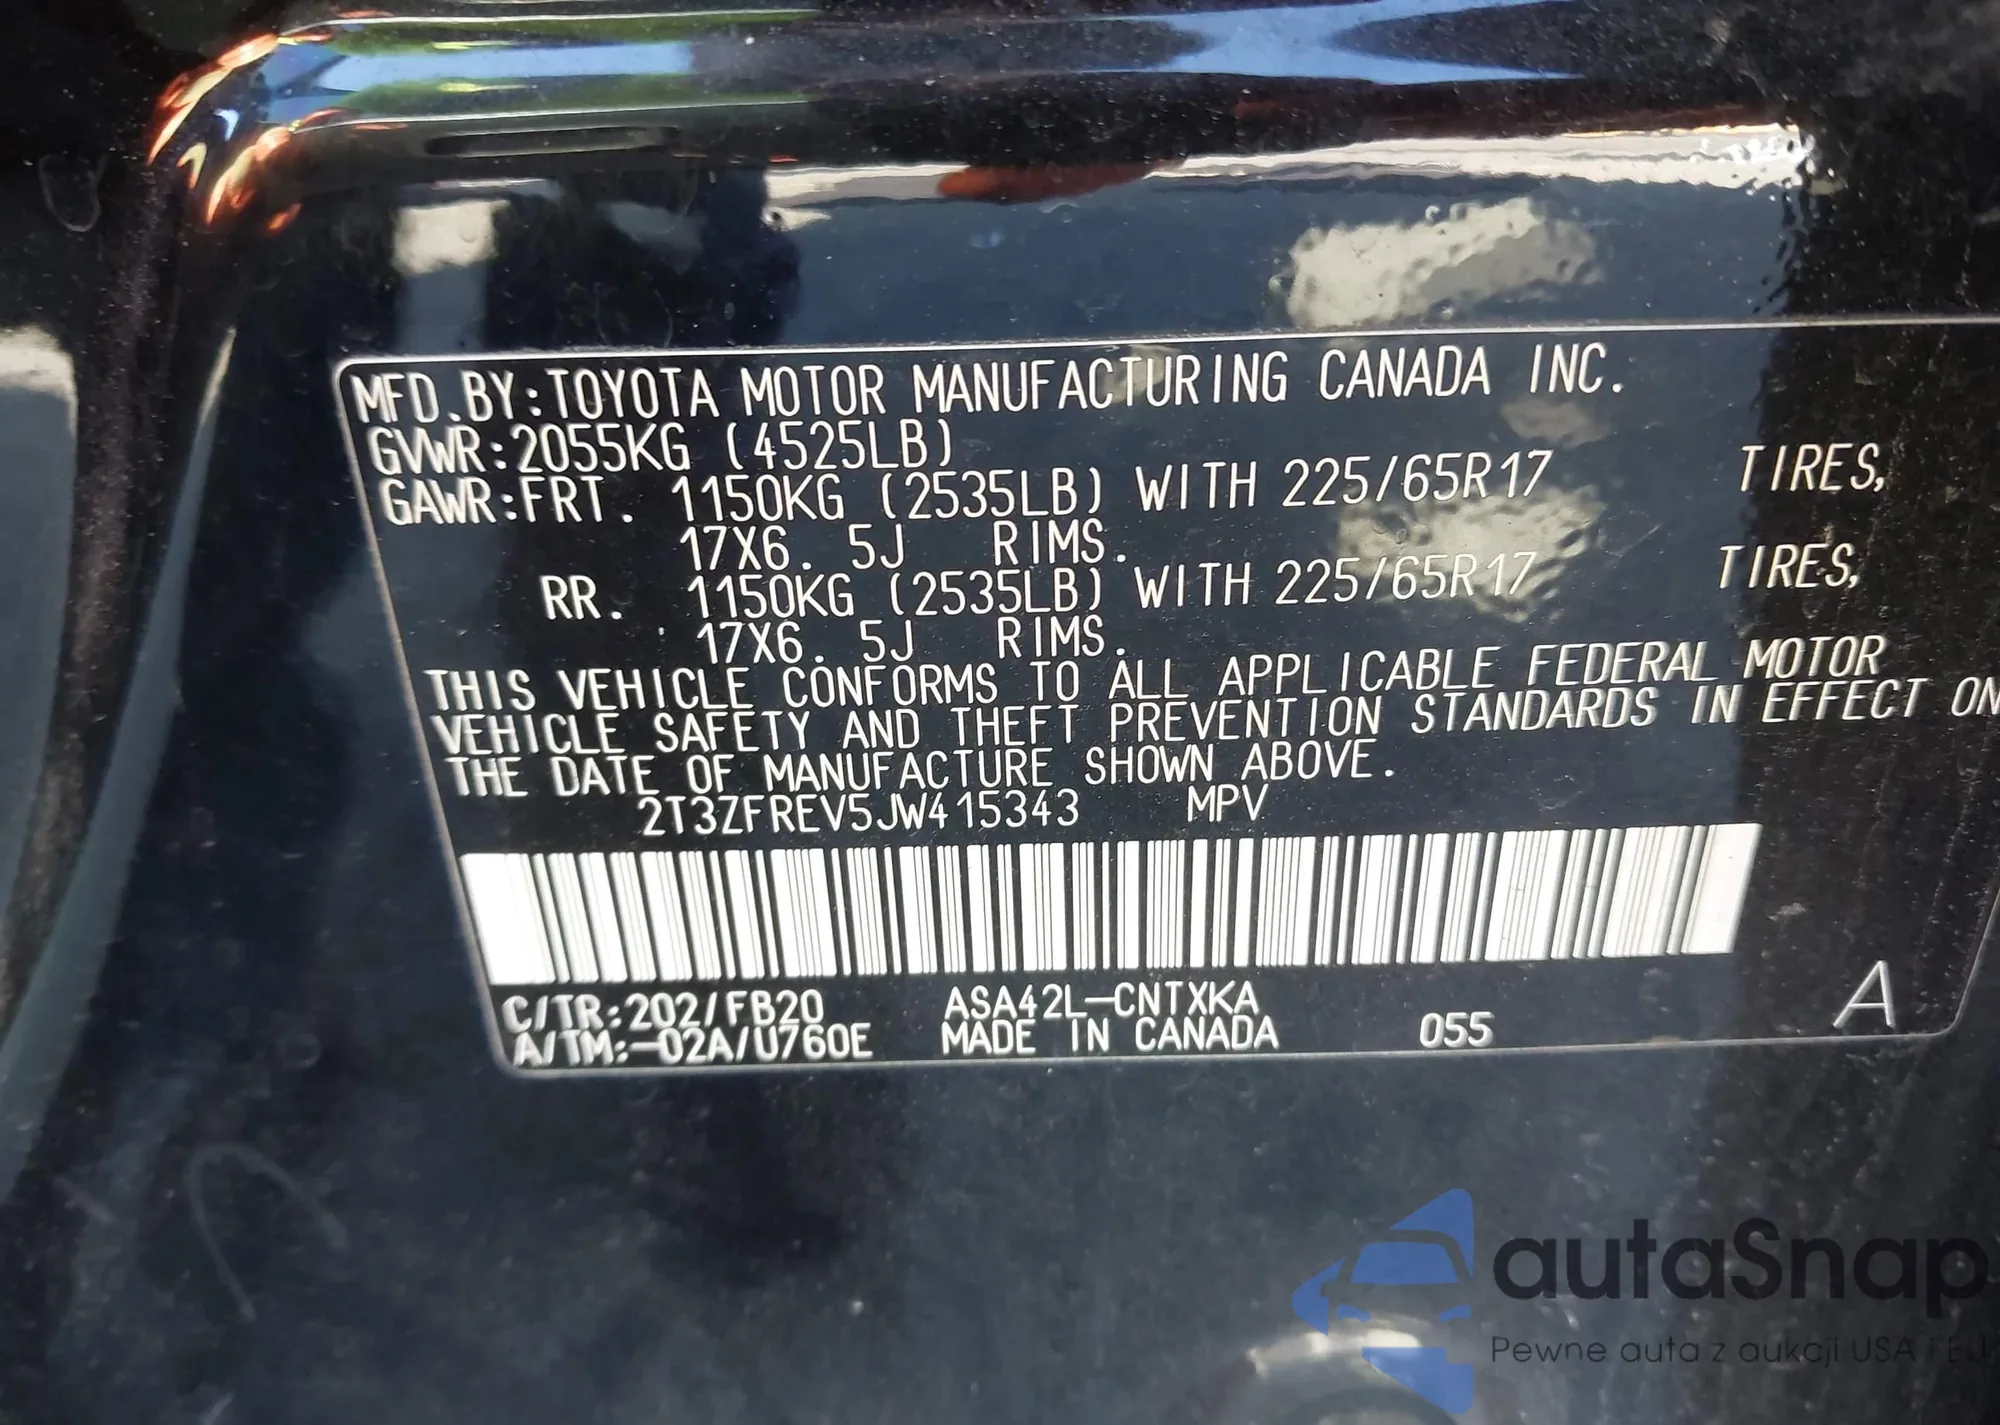 MFD.BY:TOYOTA MOTOR MANUFACTURING CANADA INC.
GVWR:2055KG (4525LB)
GAWR:FRT. 1150KG (2535LB) WITH 225/65R17 TIRES,
17X6.5J RIMS.
RR. 1150KG (2535LB) WITH 225/65R17 TIRES,
17X6.5J RIMS.
THIS VEHICLE CONFORMS TO ALL APPLICABLE FEDERAL MOTOR
VEHICLE SAFETY AND THEFT PREVENTION STANDARDS IN EFFECT ON
THE DATE OF MANUFACTURE SHOWN ABOVE.
2T3ZFREV5JW415343 MPV
C/TR:202/FB20 ASA42L-CNTXKA
A/TM:-02A/U760E MADE IN CANADA 055 A
autaSnap
Pewne auta z aukcji USA i EU